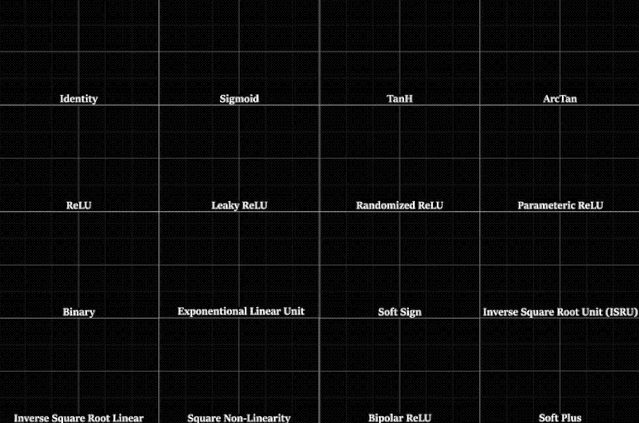 Identity
Sigmoid
TanH
ArcTan
ReLU
Leaky ReLU
Randomized ReLU
Parameteric ReLU
Binary
Exponentional Linear Unit
Soft Sign
Inverse Square Root Unit (ISRU)
Inverse Square Root Linear
Square Non-Linearity
Bipolar ReLU
Soft Plus